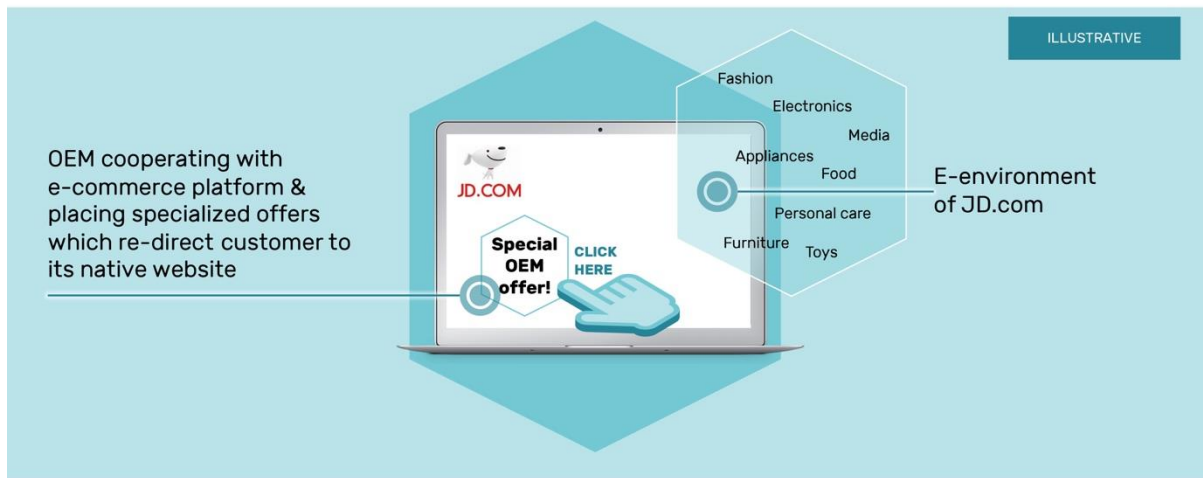 ILLUSTRATIVE
OEM cooperating with
e-commerce platform &
placing specialized offers
which re-direct customer to
its native website
JD.COM
Special
OEM
offer!
CLICK
HERE
Fashion
Electronics
Media
Appliances
Food
Personal care
Furniture
Toys
E-environment
of JD.com